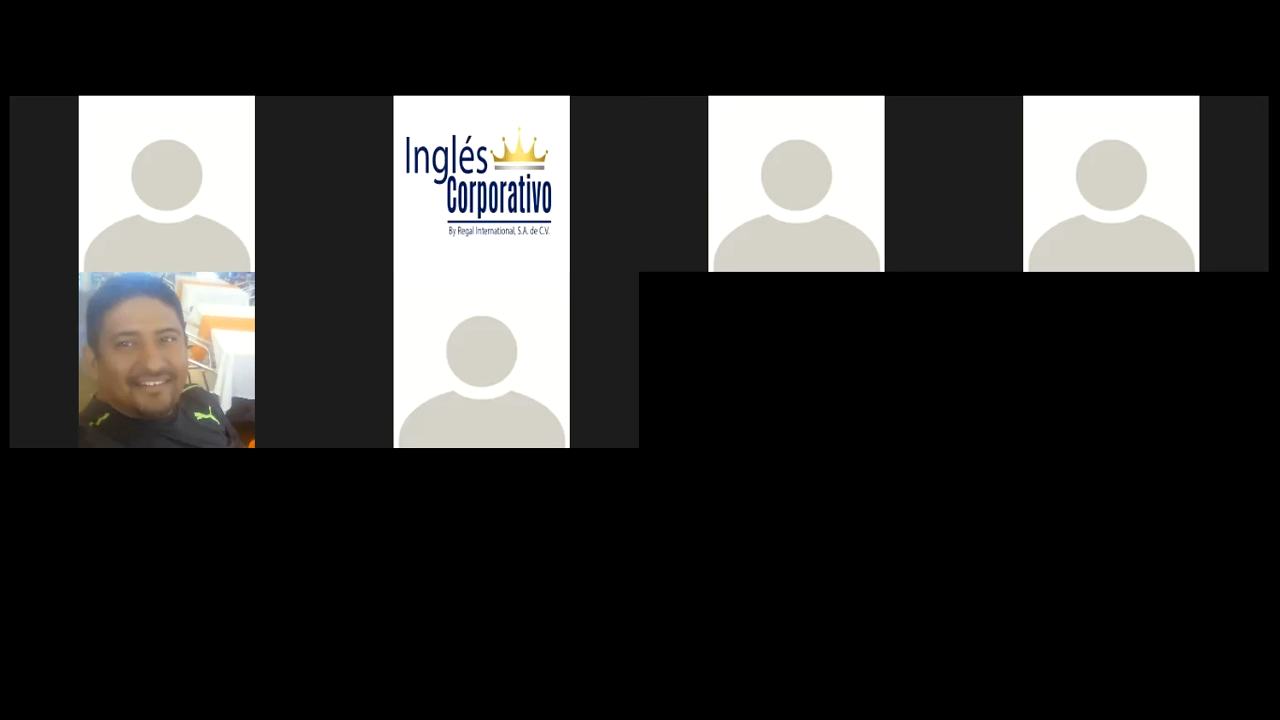 Inglés
Corporativo
By Regal International, S.A. de C.V.